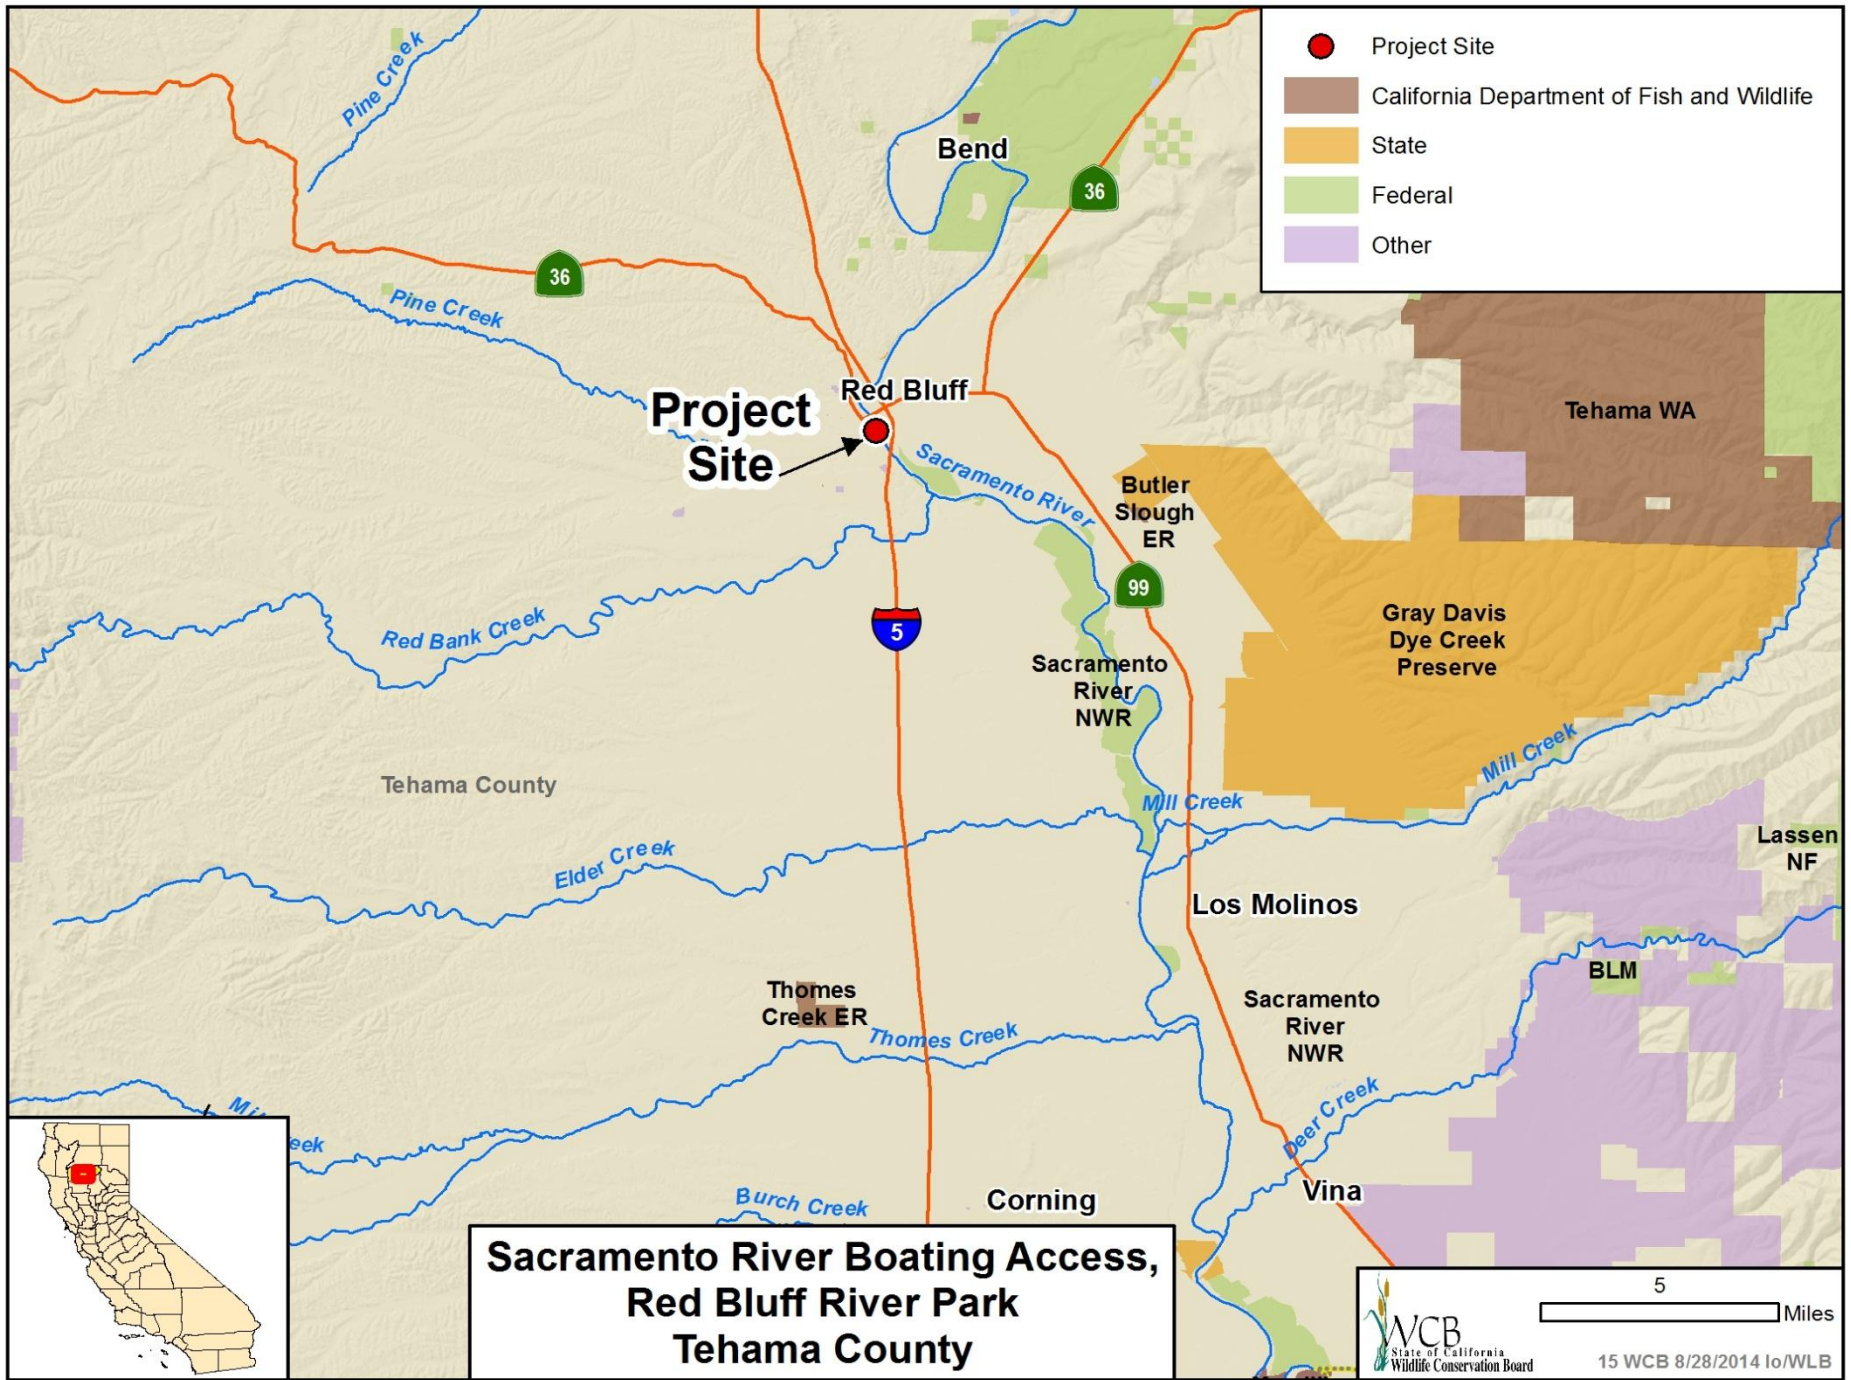 Project Site
California Department of Fish and Wildlife
State
Federal
Other
Pine Creek
Bend
36
36
Pine Creek
Red Bluff
Project
Site
Sacramento River
Tehama WA
Butler
Slough
ER
99
5
Red Bank Creek
Gray Davis
Dye Creek
Preserve
Sacramento
River
NWR
Tehama County
Mill Creek
Mill Creek
Elder Creek
Lassen
NF
Los Molinos
BLM
Thomes
Creek ER
Sacramento
River
NWR
Thomes Creek
Deer Creek
eek
Vina
Burch Creek
Corning
Sacramento River Boating Access,
Red Bluff River Park
Tehama County
5
Miles
WCB
State of California
Wildlife Conservation Board
15 WCB 8/28/2014 lo/WLB